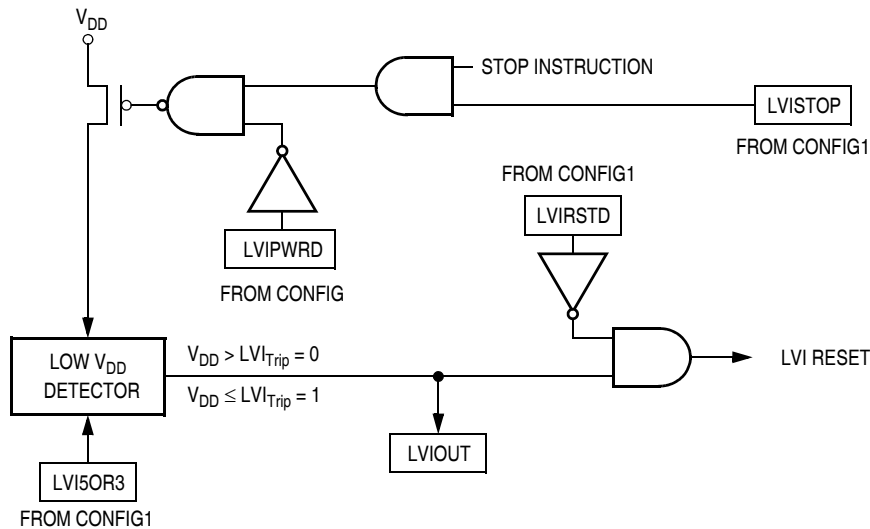 VDD
STOP INSTRUCTION
LVISTOP
FROM CONFIG1
FROM CONFIG1
LVIRSTD
LVIPWRD
FROM CONFIG
LOW VDD
DETECTOR
VDD > LVITrip = 0
VDD ≤ LVITrip = 1
LVI RESET
LVIOUT
LVI5OR3
FROM CONFIG1